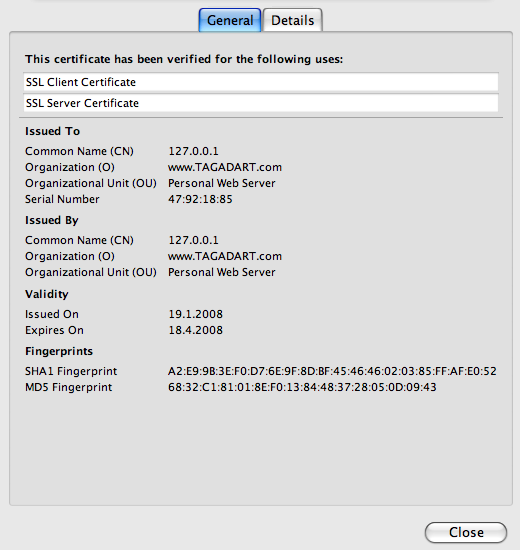 General Details
This certificate has been verified for the following uses:
SSL Client Certificate
SSL Server Certificate
Issued To
Common Name (CN) 127.0.0.1
Organization (O) www.TAGADART.com
Organizational Unit (OU) Personal Web Server
Serial Number 47:92:18:85
Issued By
Common Name (CN) 127.0.0.1
Organization (O) www.TAGADART.com
Organizational Unit (OU) Personal Web Server
Validity
Issued On 19.1.2008
Expires On 18.4.2008
Fingerprints
SHA1 Fingerprint A2:E9:9B:3E:F0:D7:6E:9F:8D:BF:45:46:46:02:03:85:FF:AF:E0:52
MD5 Fingerprint 68:32:C1:81:01:8E:F0:13:84:48:37:28:05:0D:09:43
Close